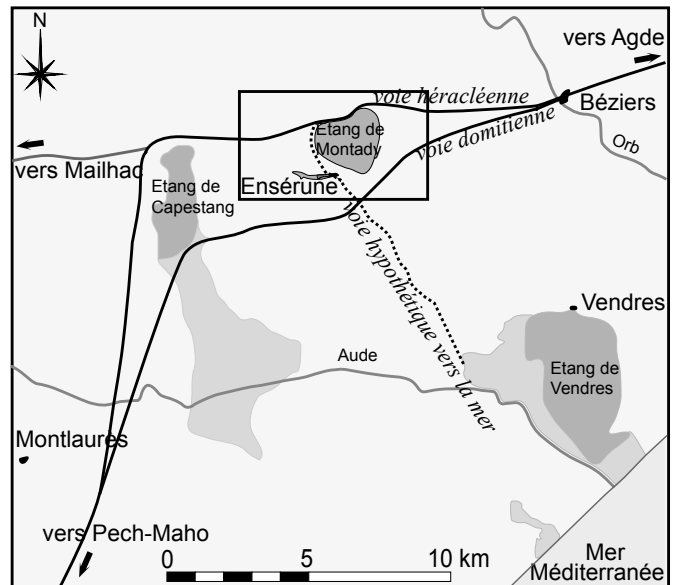 N
vers Agde
voie héracléenne
Béziers
Etang de
Montady
voie domitienne
Orb
vers Mailhac
Etang de
Capestang
Ensérune
voie hypothétique vers la mer
Vendres
Aude
Etang de
Vendres
Montlaurès
vers Pech-Maho
0 5 10 km
Mer
Méditerranée